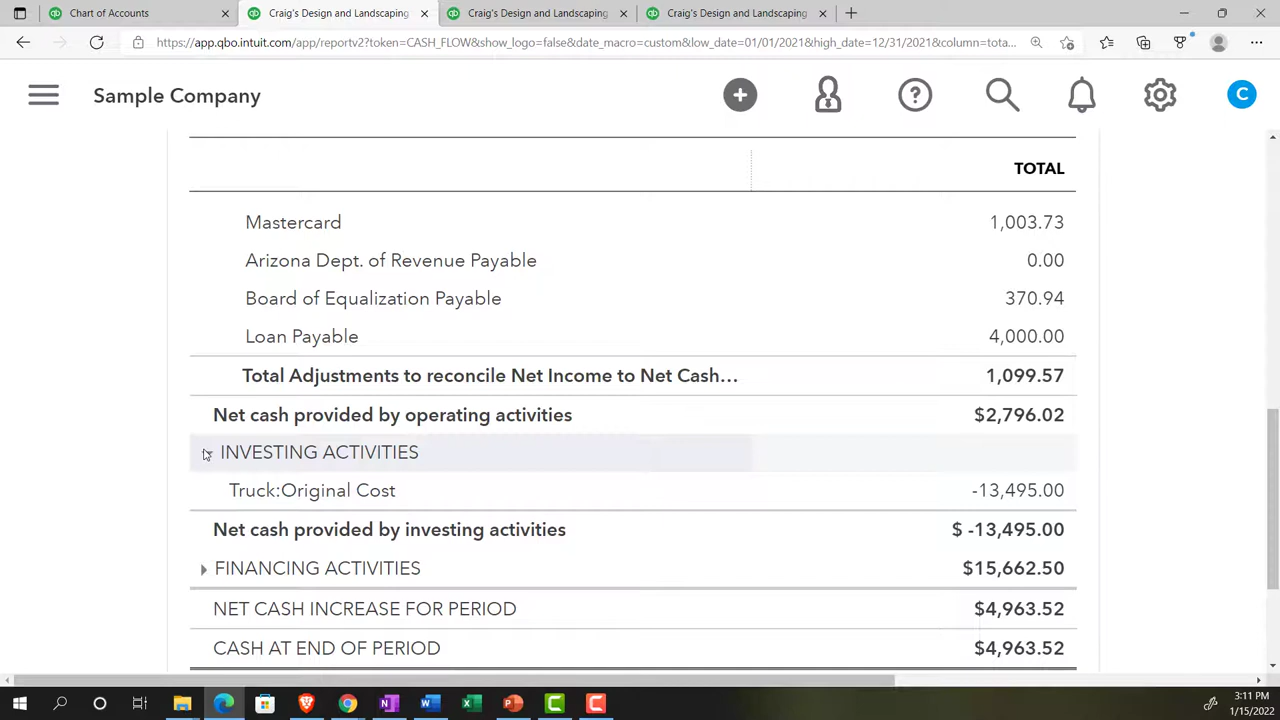 Chart of Accounts
Craig's Design and Landscaping
Craig's Design and Landscaping
Craig's Design and Landscaping
https://app.qbo.intuit.com/app/reportv2?token=CASH_FLOW&show_logo=false&date_macro=custom&low_date=01/01/2021&high_date=12/31/2021&column=tota...
Sample Company
C
TOTAL
Mastercard 1,003.73
Arizona Dept. of Revenue Payable 0.00
Board of Equalization Payable 370.94
Loan Payable 4,000.00
Total Adjustments to reconcile Net Income to Net Cash... 1,099.57
Net cash provided by operating activities $2,796.02
INVESTING ACTIVITIES
Truck:Original Cost -13,495.00
Net cash provided by investing activities $ -13,495.00
FINANCING ACTIVITIES $15,662.50
NET CASH INCREASE FOR PERIOD $4,963.52
CASH AT END OF PERIOD $4,963.52
3:11 PM
1/15/2022